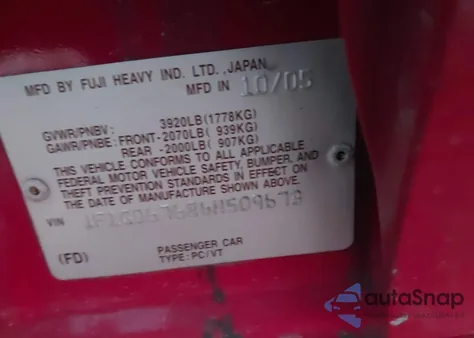 MFD BY FUJI HEAVY IND. LTD., JAPAN
MFD IN 10/05
GVWR/PNBV: 3920LB(1778KG)
GAWR/PNBE: FRONT-2070LB( 939KG)
REAR -2000LB( 907KG)
THIS VEHICLE CONFORMS TO ALL APPLICABLE
FEDERAL MOTOR VEHICLE SAFETY, BUMPER, AND
THEFT PREVENTION STANDARDS IN EFFECT ON
THE DATE OF MANUFACTURE SHOWN ABOVE.
VIN
(FD)
PASSENGER CAR
TYPE: PC/VT
autoSnap